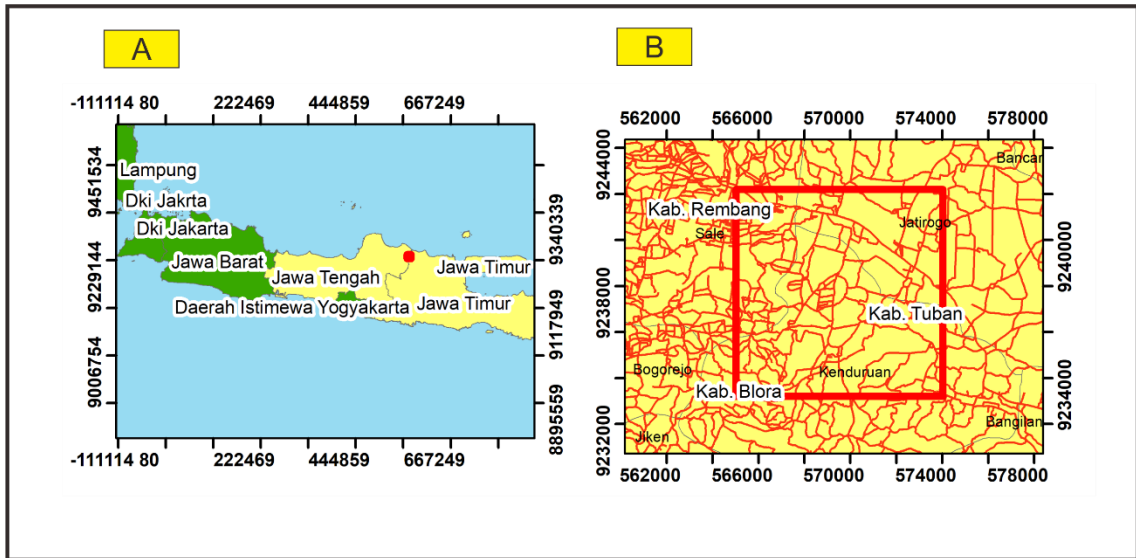 A
B
-111114 80 222469 444859 667249
562000 566000 570000 574000 578000
9451534
9229144
9006754
9340339
9117949
8895559
Lampung
Dki Jakrta
Dki Jakarta
Jawa Barat
Jawa Tengah
Jawa Timur
Daerah Istimewa Yogyakarta
Jawa Timur
-111114 80 222469 444859 667249
9244000
9238000
9232000
9240000
9234000
Bancar
Kab. Rembang
Jatirogo
Sale
Kab. Tuban
Bogorejo
Kenduruan
Kab. Blora
Bangilan
Jiken
562000 566000 570000 574000 578000